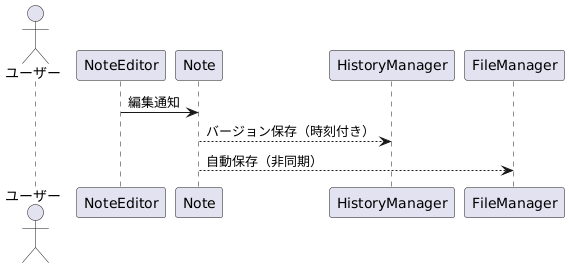 ユーザー
NoteEditor
Note
HistoryManager
FileManager
編集通知
バージョン保存（時刻付き）
自動保存（非同期）
ユーザー
NoteEditor
Note
HistoryManager
FileManager